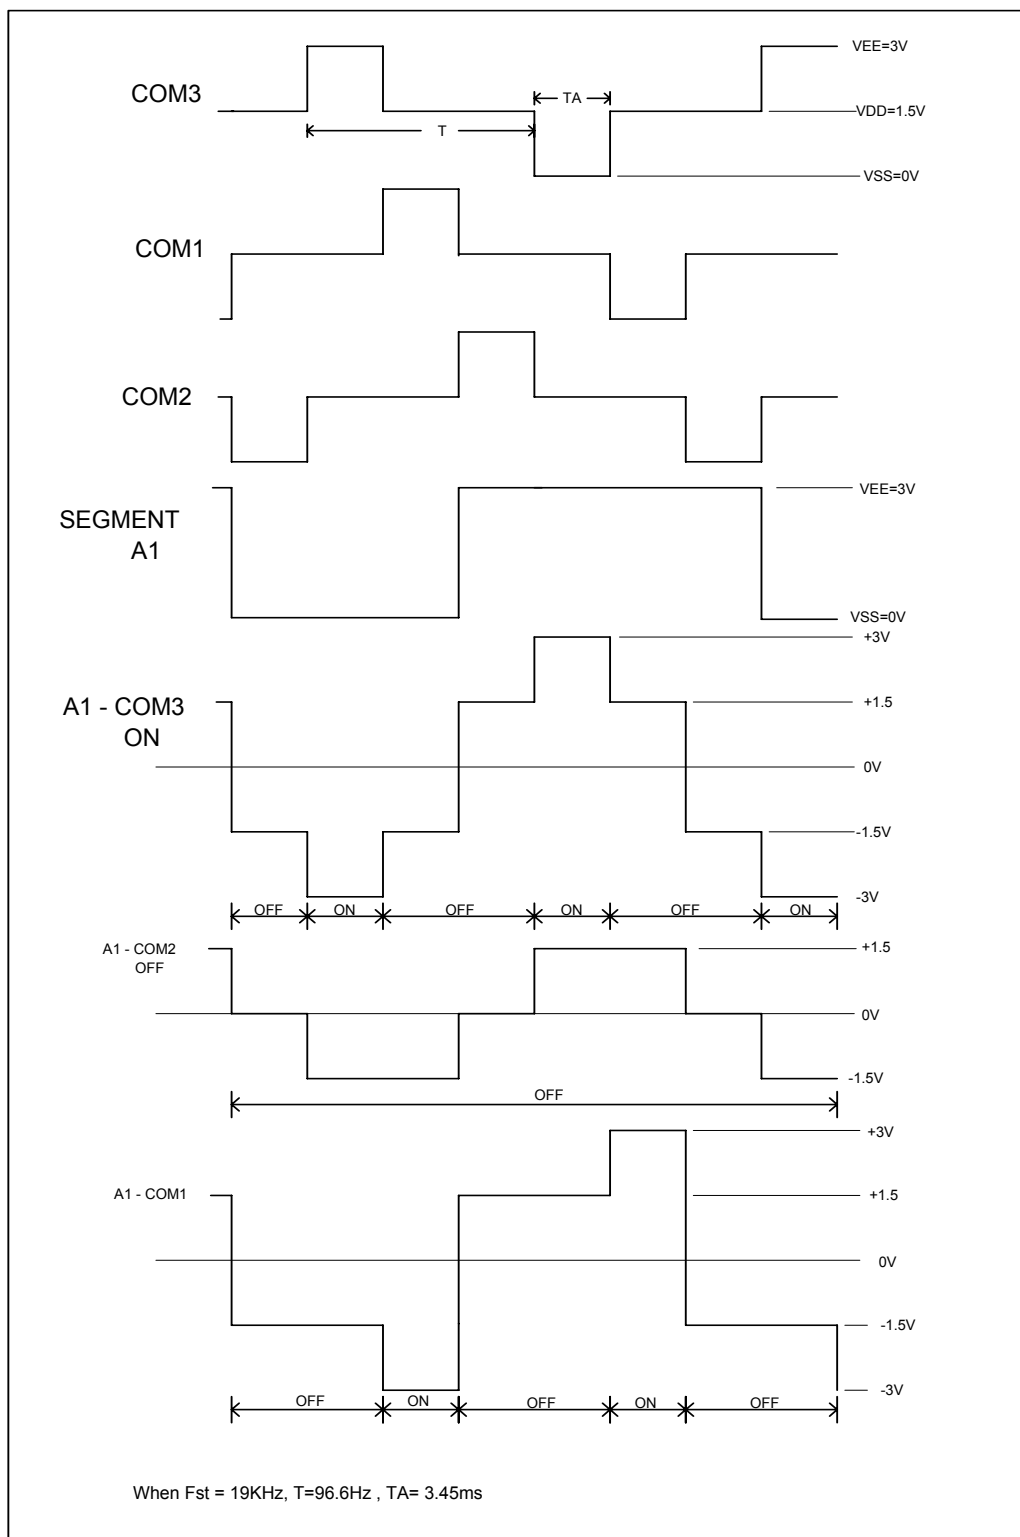 VEE=3V
COM3
TA
VDD=1.5V
T
VSS=0V
COM1
COM2
VEE=3V
SEGMENT
A1
VSS=0V
+3V
A1 - COM3
ON
+1.5
0V
-1.5V
-3V
OFF ON OFF ON OFF ON
A1 - COM2
OFF
+1.5
0V
-1.5V
OFF
+3V
A1 - COM1
+1.5
0V
-1.5V
-3V
OFF ON OFF ON OFF
When Fst = 19KHz, T=96.6Hz , TA= 3.45ms